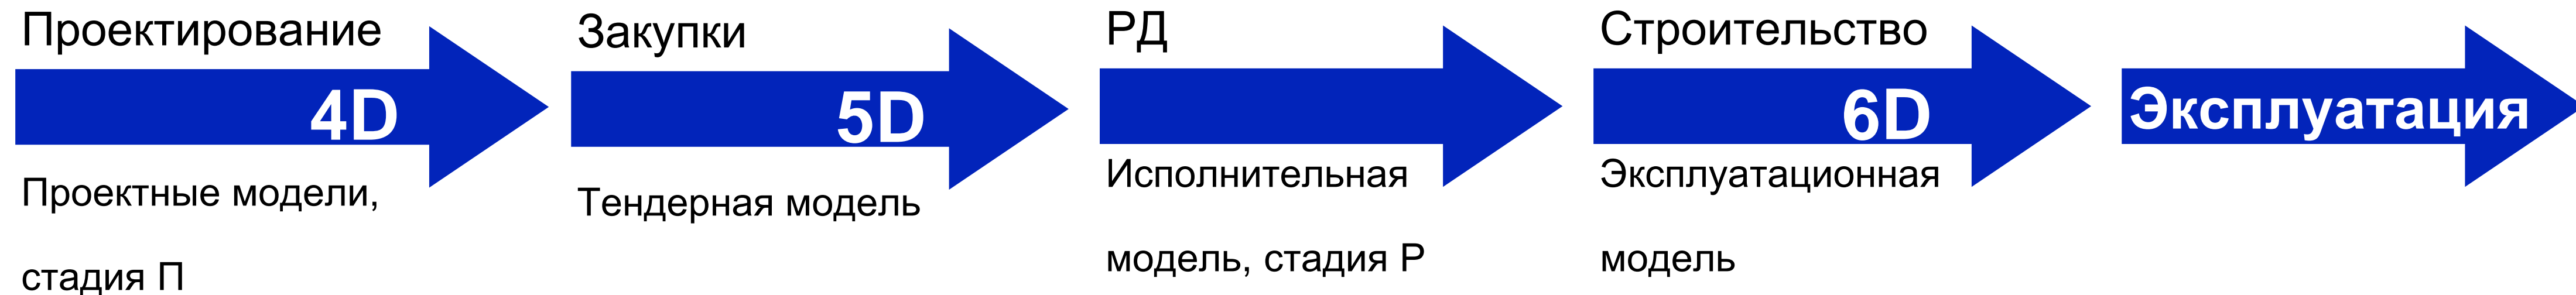 Проектирование
4D
Проектные модели,
стадия П
Закупки
5D
Тендерная модель
РД
Исполнительная
модель, стадия Р
Строительство
6D
Эксплуатационная
модель
Эксплуатация